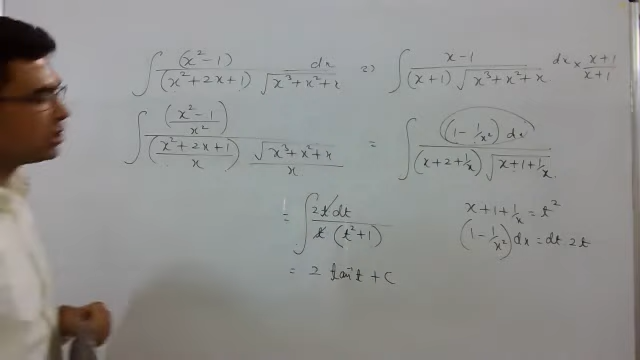 ∫ (x² - 1) dx / (x² + 2x + 1) √x³ + x² + x => ∫ x - 1 / (x + 1) √x³ + x² + x dx × x + 1 / x + 1
∫ (x² - 1 / x²) / (x² + 2x + 1 / x) √x³ + x² + x / x = ∫ (1 - 1/x²) dx / (x + 2 + 1/x) √x + 1 + 1/x
= ∫ 2t dt / t (t² + 1) x + 1 + 1/x = t²
(1 - 1/x²) dx = dt 2t
= 2 tan⁻¹ t + C